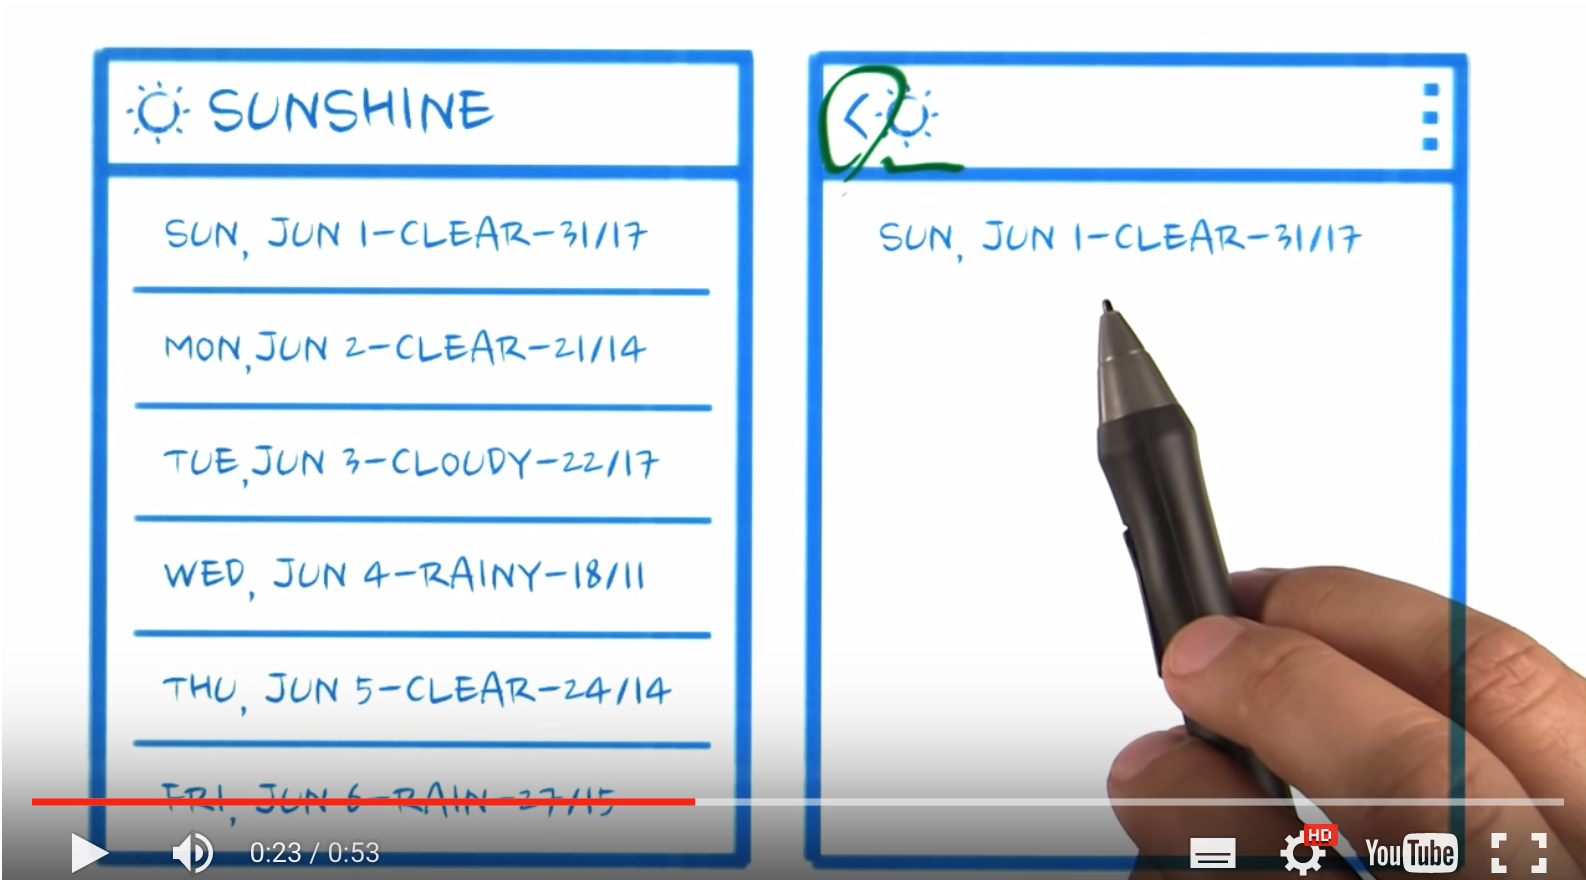 SUNSHINE
SUN, JUN 1-CLEAR-31/17
MON, JUN 2-CLEAR-21/14
TUE, JUN 3-CLOUDY-22/17
WED, JUN 4-RAINY-18/11
THU, JUN 5-CLEAR-24/14
FRI, JUN 6-RAIN-27/15
<
SUN, JUN 1-CLEAR-31/17
0:23 / 0:53
HD
YouTube